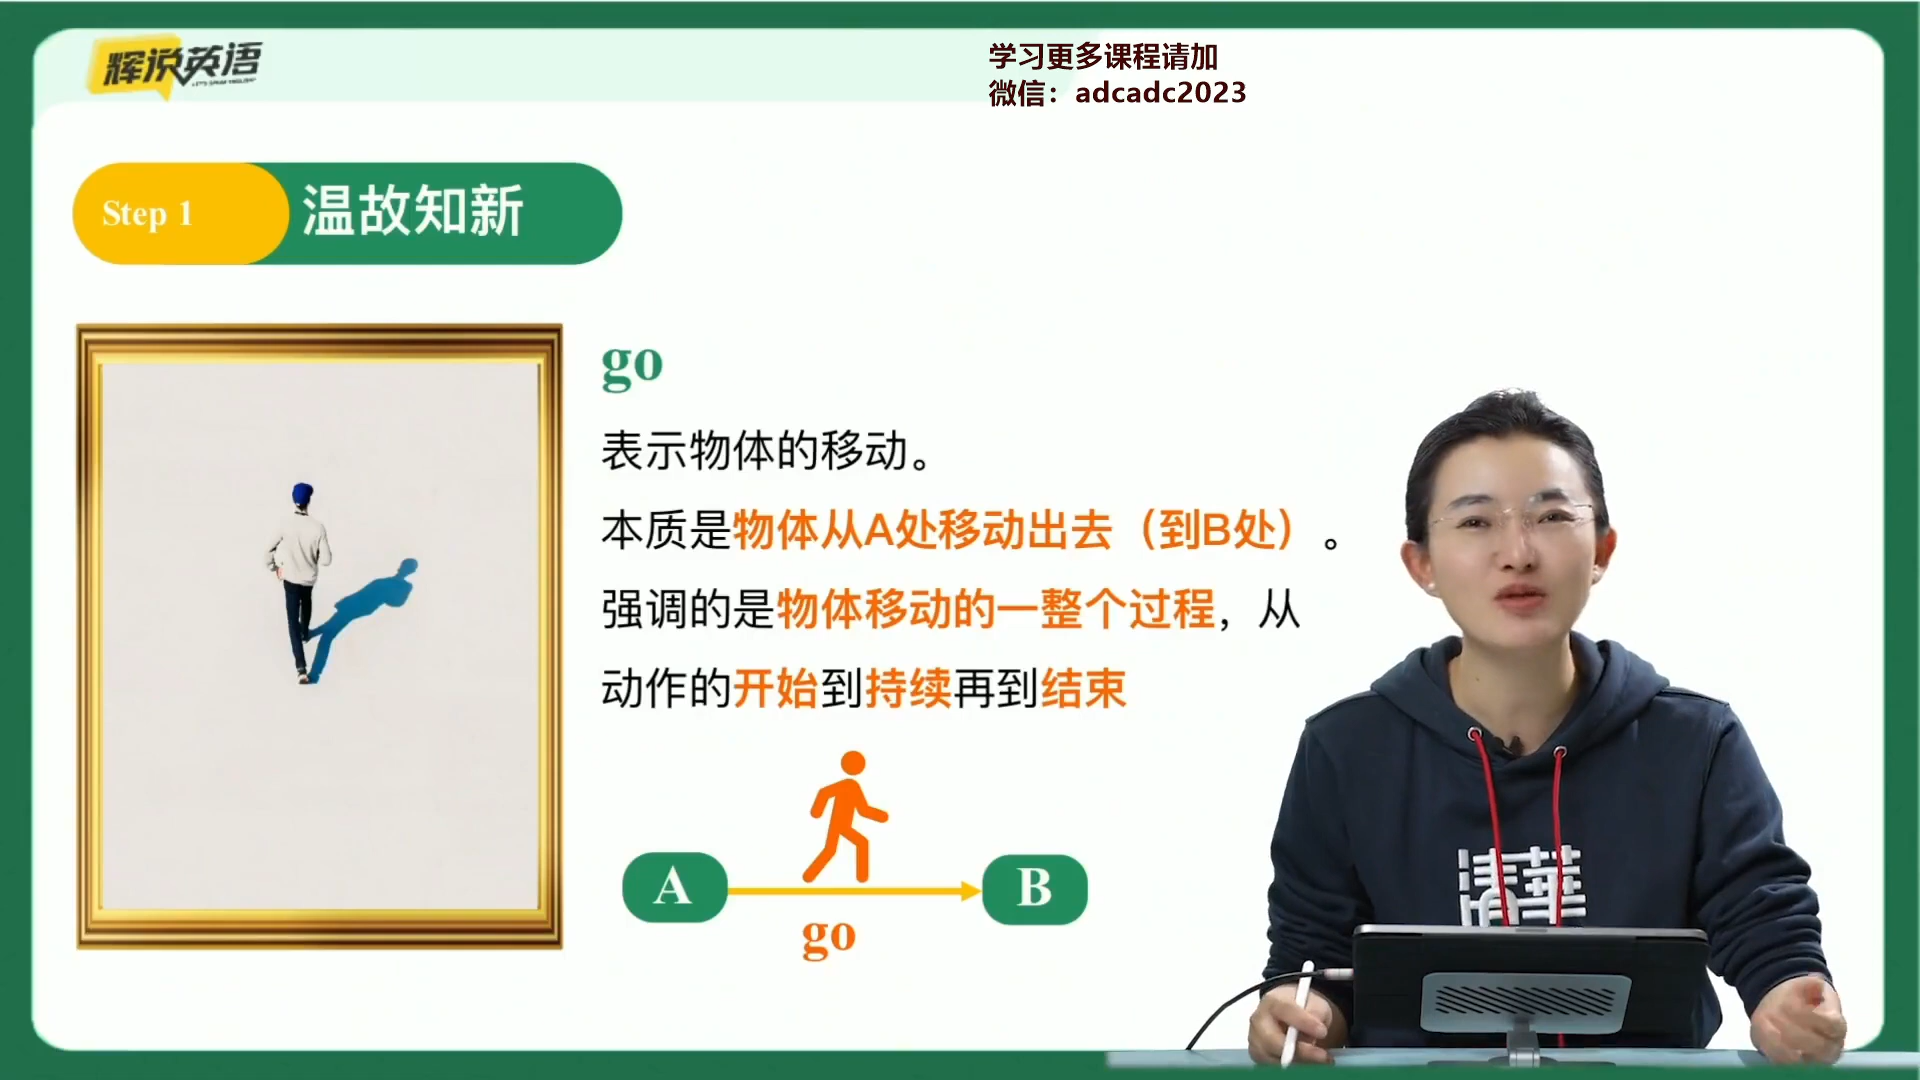 辉说英语
学习更多课程请加
微信：adcadc2023
Step 1 温故知新
go
表示物体的移动。
本质是物体从A处移动出去（到B处）。
强调的是物体移动的一整个过程，从
动作的开始到持续再到结束
A
B
go
清華